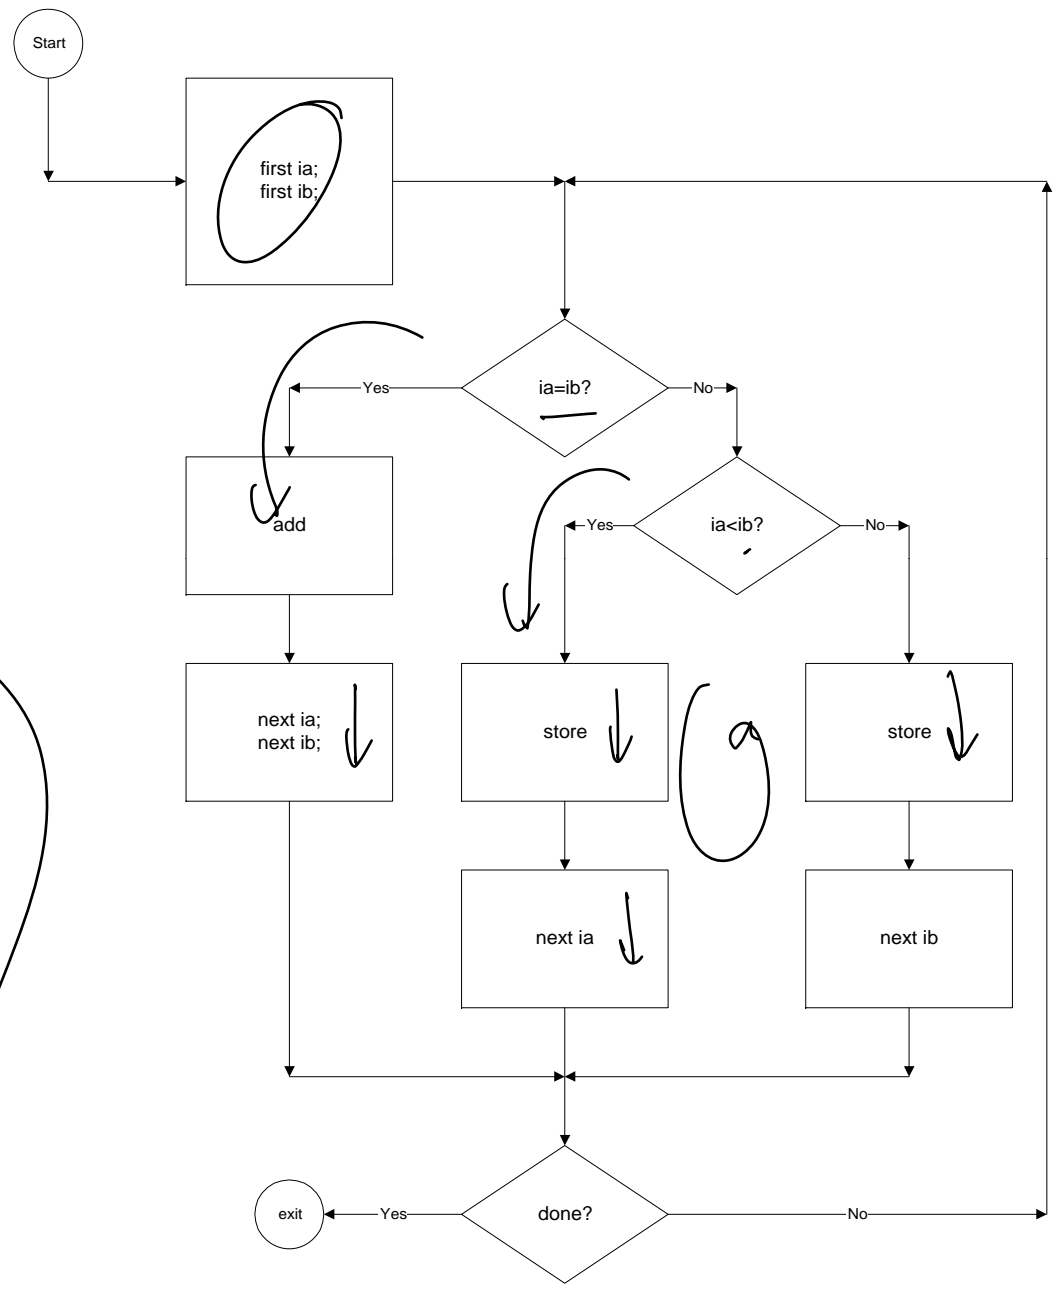 Start
first ia;
first ib;
ia=ib?
Yes
No
add
ia<ib?
Yes
No
next ia;
next ib;
store
store
next ia
next ib
done?
Yes
No
exit